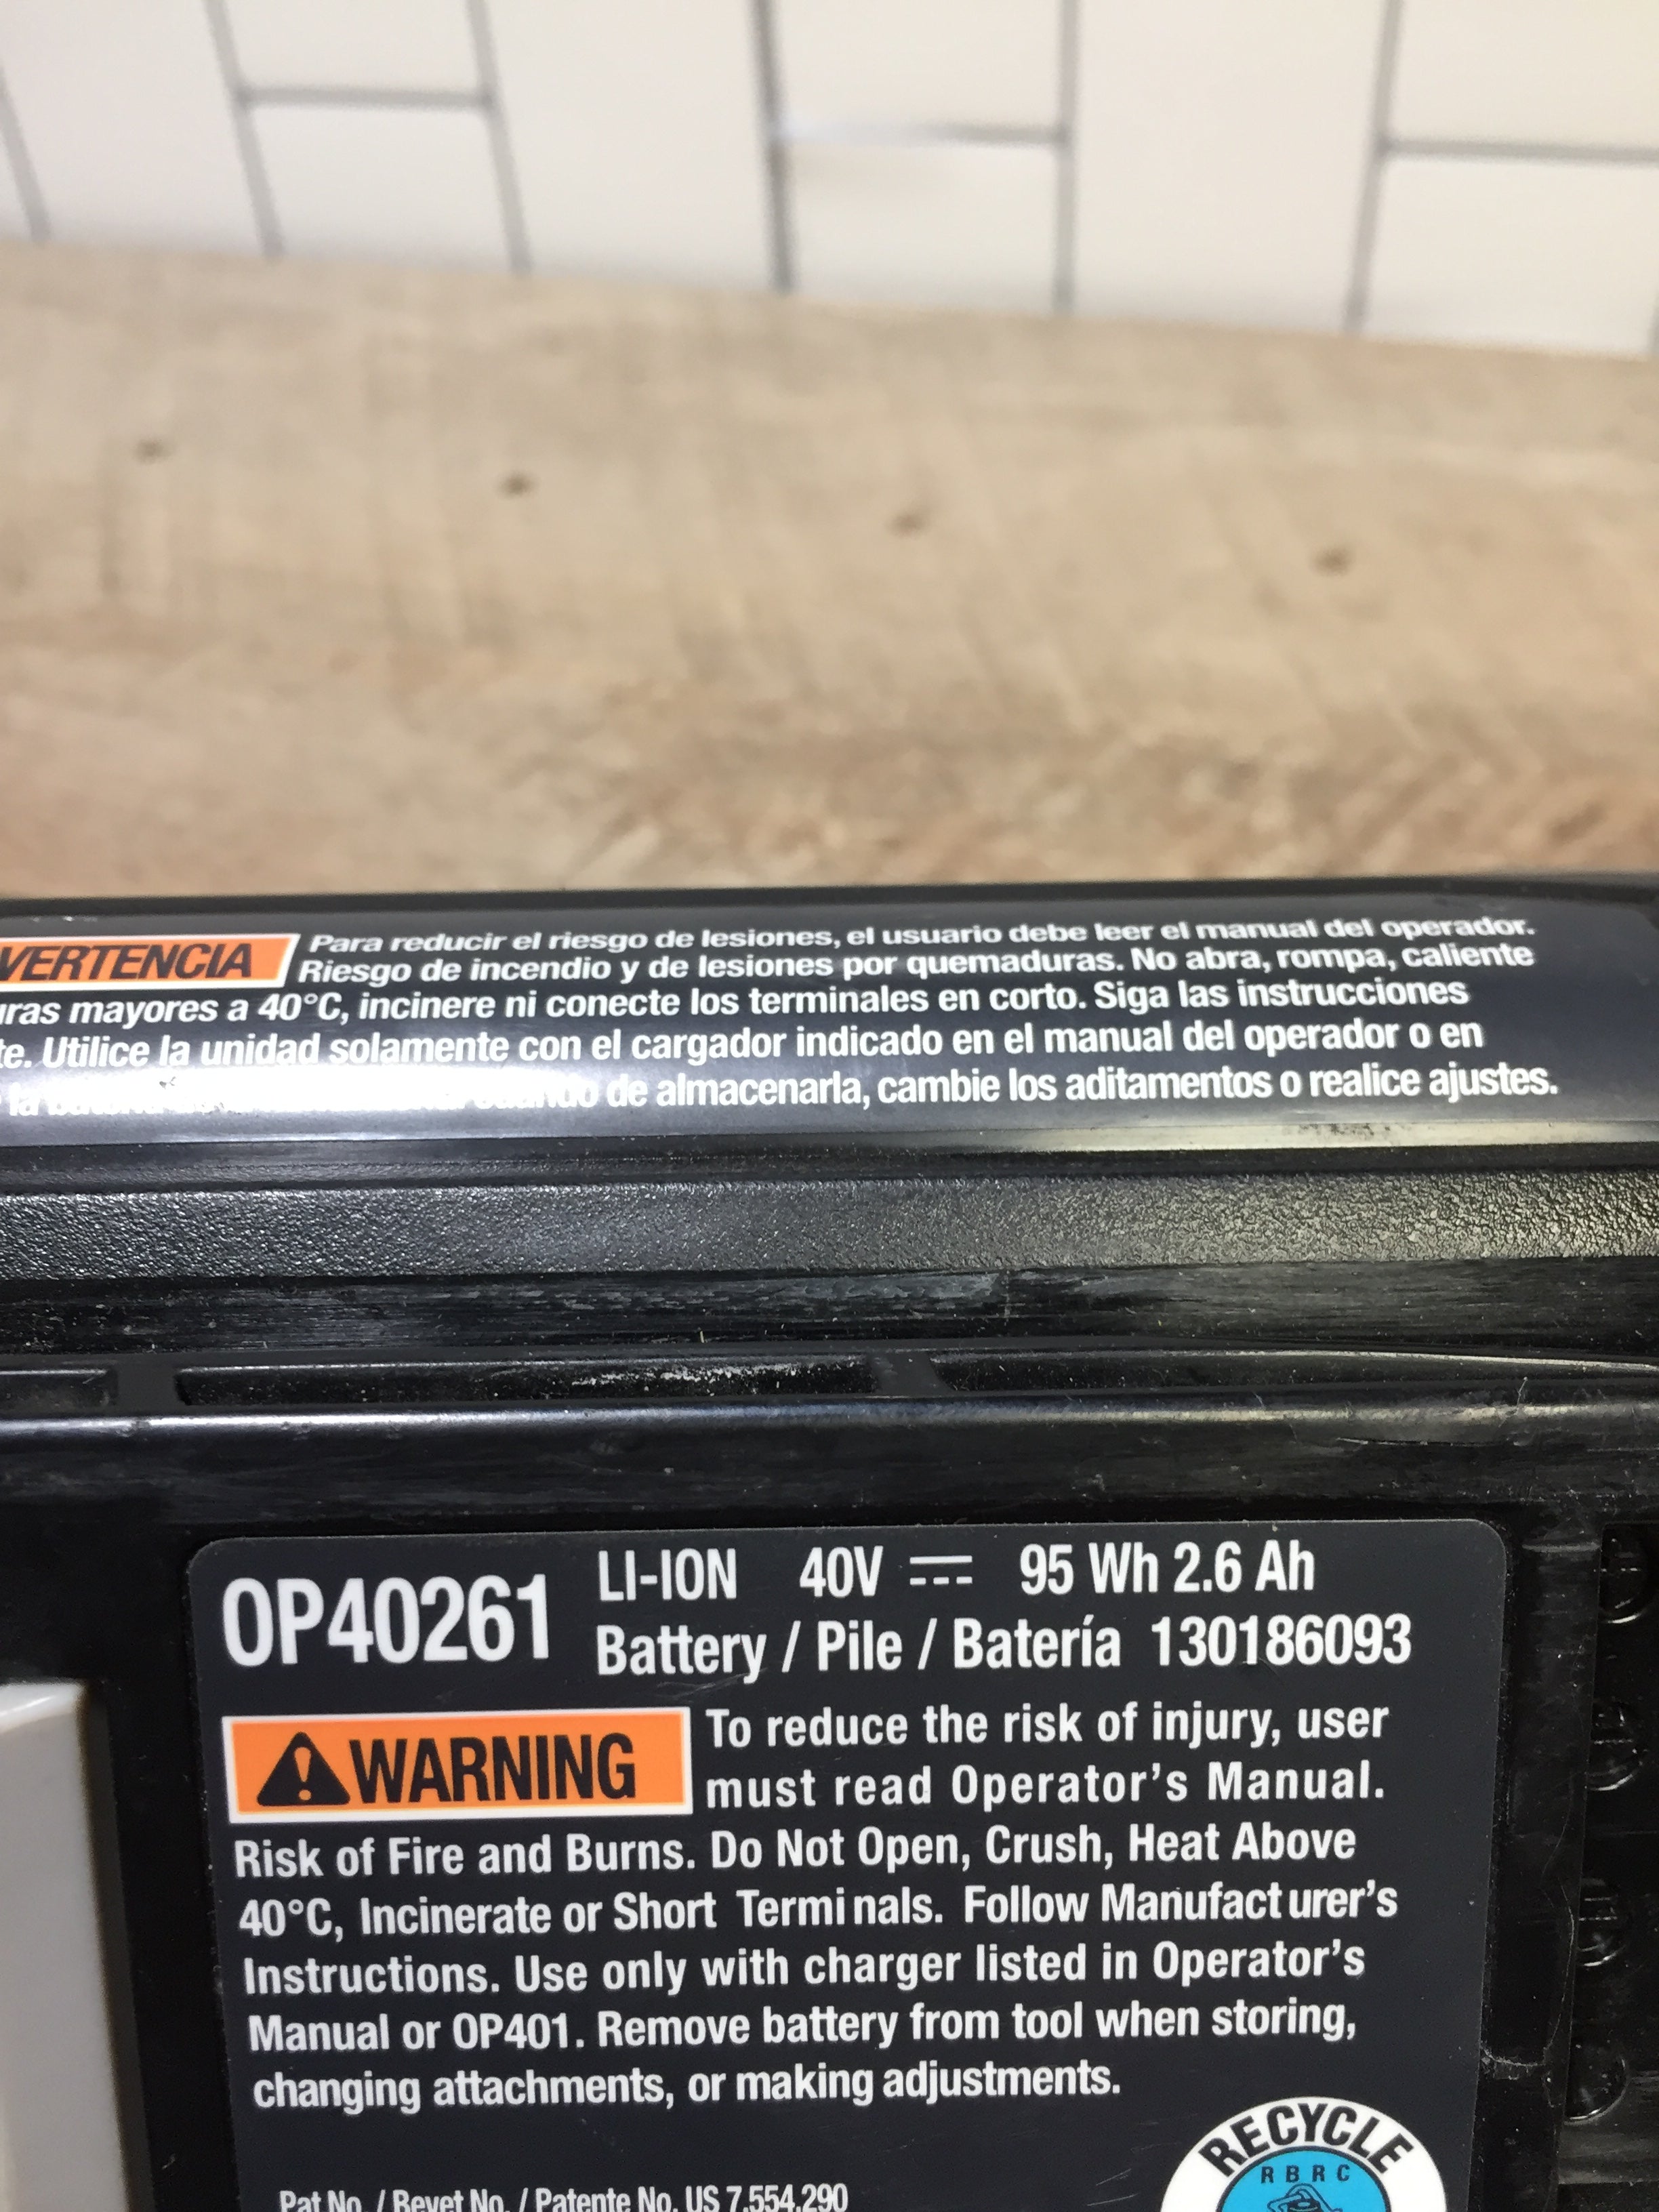 VERTENCIA Para reducir el riesgo de lesiones, el usuario debe leer el manual del operador.
Riesgo de incendio y de lesiones por quemaduras. No abra, rompa, caliente
uras mayores a 40°C, incinere ni conecte los terminales en corto. Siga las instrucciones
te. Utilice la unidad solamente con el cargador indicado en el manual del operador o en
la de almacenarla, cambie los aditamentos o realice ajustes.
OP40261 LI-ION 40V 95 Wh 2.6 Ah
Battery / Pile / Batería 130186093
WARNING To reduce the risk of injury, user
must read Operator's Manual.
Risk of Fire and Burns. Do Not Open, Crush, Heat Above
40°C, Incinerate or Short Terminals. Follow Manufacturer's
Instructions. Use only with charger listed in Operator's
Manual or OP401. Remove battery from tool when storing,
changing attachments, or making adjustments.
RECYCLE
RBRC
Pat No. / Bevet No. / Patente No. US 7,554,290